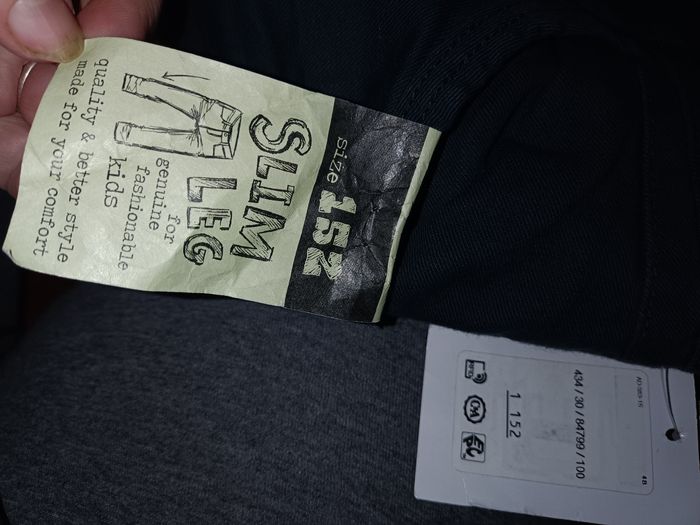 size 152
SLIM
LEG
for
genuine
fashionable
kids
quality & better style
made for your comfort
48
434 / 30 / 84799 / 100
1 152